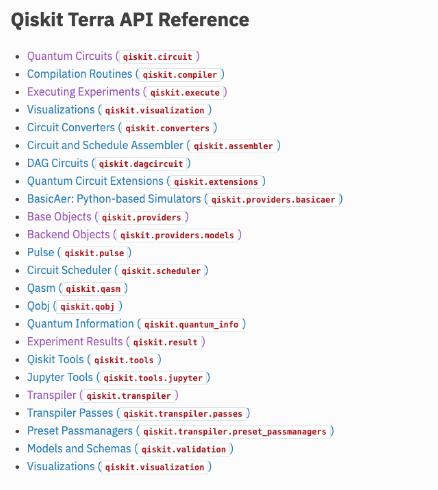 Qiskit Terra API Reference
Quantum Circuits ( qiskit.circuit )
Compilation Routines ( qiskit.compiler )
Executing Experiments ( qiskit.execute )
Visualizations ( qiskit.visualization )
Circuit Converters ( qiskit.converters )
Circuit and Schedule Assembler ( qiskit.assembler )
DAG Circuits ( qiskit.dagcircuit )
Quantum Circuit Extensions ( qiskit.extensions )
BasicAer: Python-based Simulators ( qiskit.providers.basicaer )
Base Objects ( qiskit.providers )
Backend Objects ( qiskit.providers.models )
Pulse ( qiskit.pulse )
Circuit Scheduler ( qiskit.scheduler )
Qasm ( qiskit.qasm )
Qobj ( qiskit.qobj )
Quantum Information ( qiskit.quantum_info )
Experiment Results ( qiskit.result )
Qiskit Tools ( qiskit.tools )
Jupyter Tools ( qiskit.tools.jupyter )
Transpiler ( qiskit.transpiler )
Transpiler Passes ( qiskit.transpiler.passes )
Preset Passmanagers ( qiskit.transpiler.preset_passmanagers )
Models and Schemas ( qiskit.validation )
Visualizations ( qiskit.visualization )